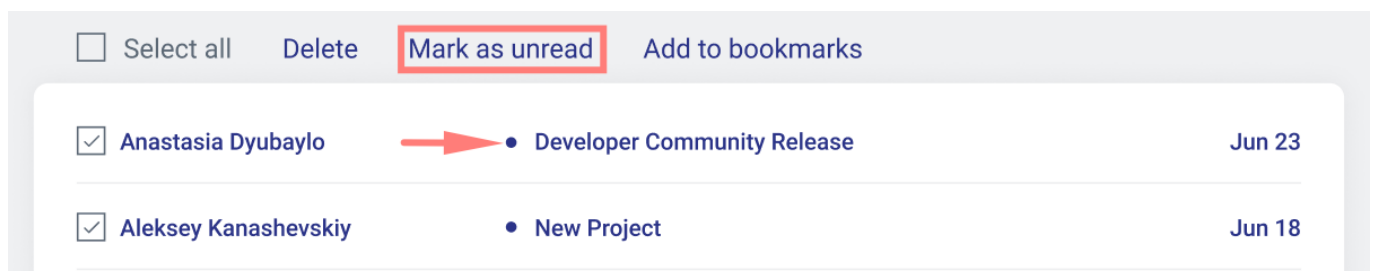 Select all Delete Mark as unread Add to bookmarks
Anastasia Dyubaylo • Developer Community Release Jun 23
Aleksey Kanashevskiy • New Project Jun 18